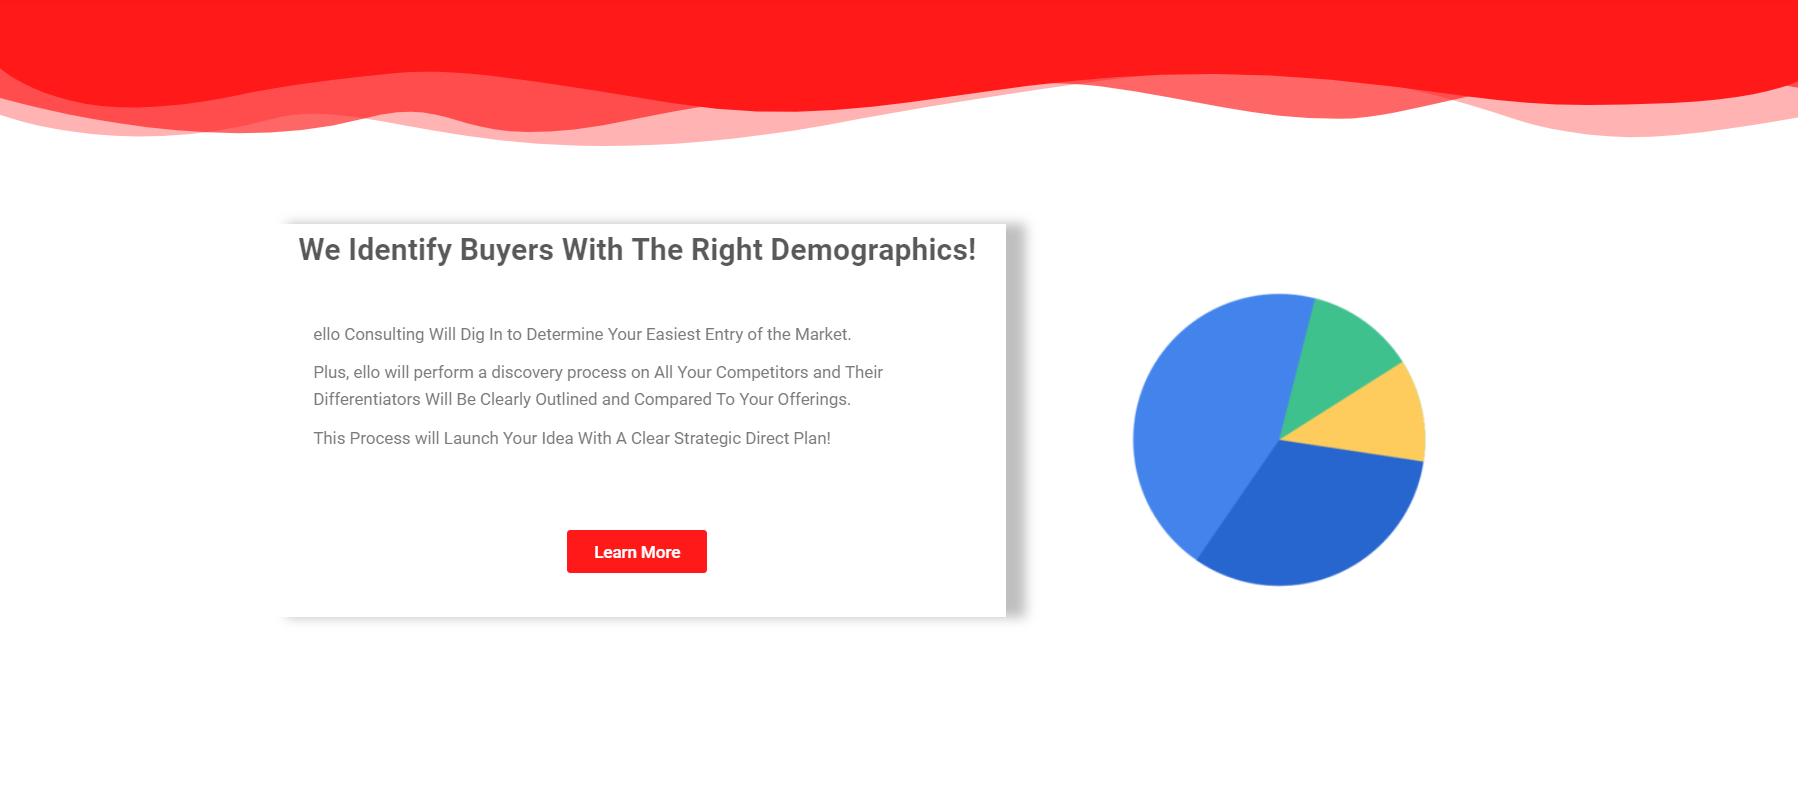 We Identify Buyers With The Right Demographics!
ello Consulting Will Dig In to Determine Your Easiest Entry of the Market.
Plus, ello will perform a discovery process on All Your Competitors and Their
Differentiators Will Be Clearly Outlined and Compared To Your Offerings.
This Process will Launch Your Idea With A Clear Strategic Direct Plan!
Learn More